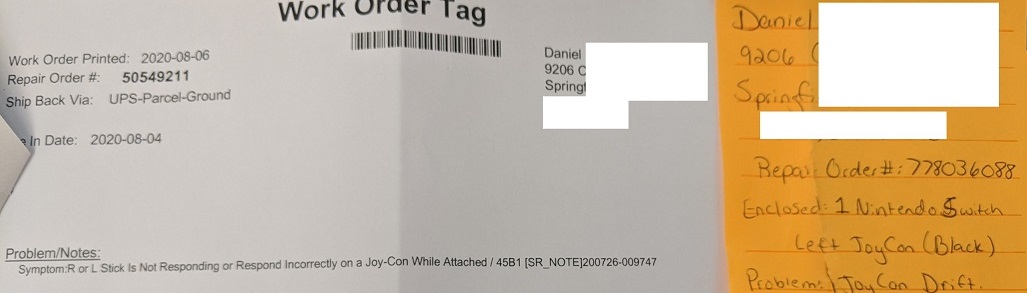 Work Order Tag
Work Order Printed: 2020-08-06
Repair Order #: 50549211
Ship Back Via: UPS-Parcel-Ground
In Date: 2020-08-04
Daniel
9206 C
Springf
Problem/Notes:
Symptom:R or L Stick Is Not Responding or Respond Incorrectly on a Joy-Con While Attached / 45B1 [SR_NOTE]200726-009747
Daniel
9206
Springfi
Repair Order#: 778036088
Enclosed: 1 Nintendo Switch
Left JoyCon (Black)
Problem: JoyCon Drift.